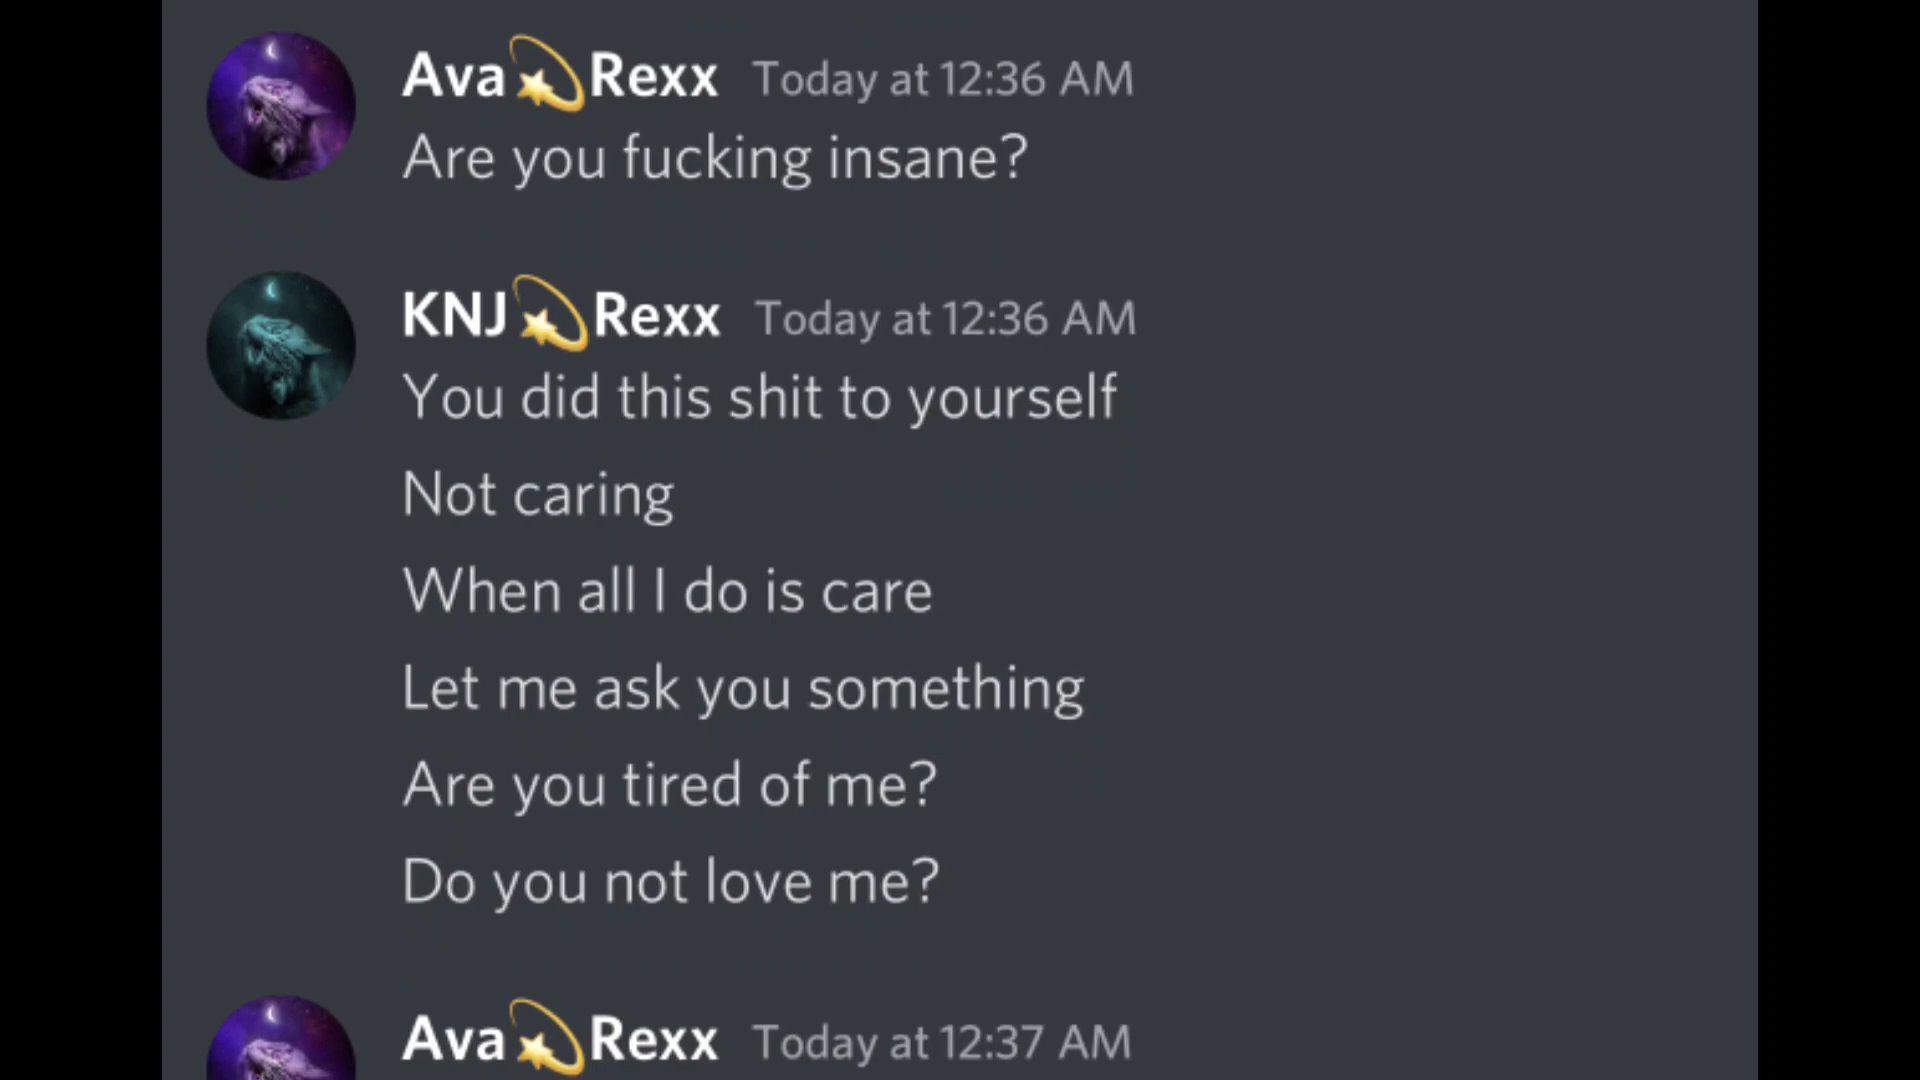 Ava💫Rexx Today at 12:36 AM
Are you fucking insane?
KNJ💫Rexx Today at 12:36 AM
You did this shit to yourself
Not caring
When all I do is care
Let me ask you something
Are you tired of me?
Do you not love me?
Ava💫Rexx Today at 12:37 AM